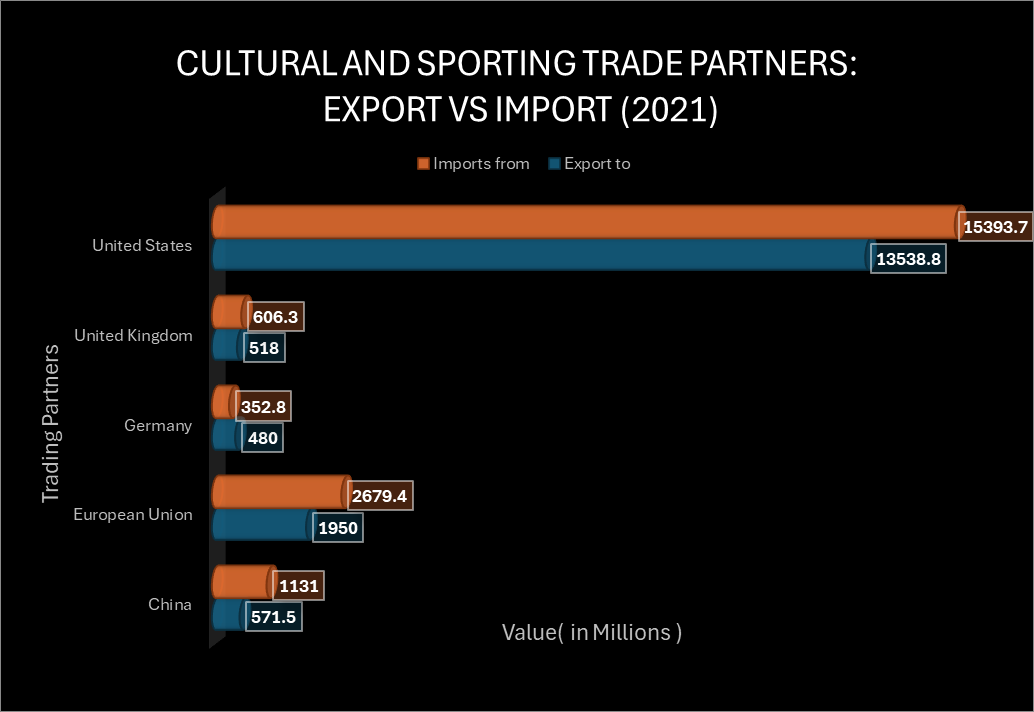 CULTURAL AND SPORTING TRADE PARTNERS:
EXPORT VS IMPORT (2021)
Imports from Export to
United States
15393.7
13538.8
United Kingdom
606.3
518
Germany
352.8
480
European Union
2679.4
1950
China
1131
571.5
Trading Partners
Value( in Millions )